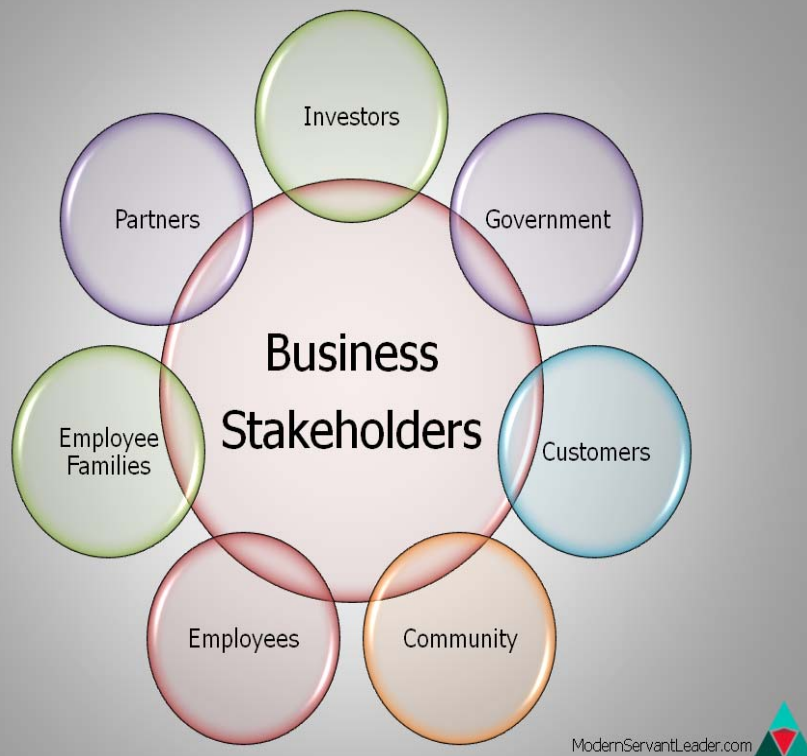 Investors
Government
Customers
Community
Employees
Employee
Families
Partners
Business
Stakeholders
ModernServantLeader.com